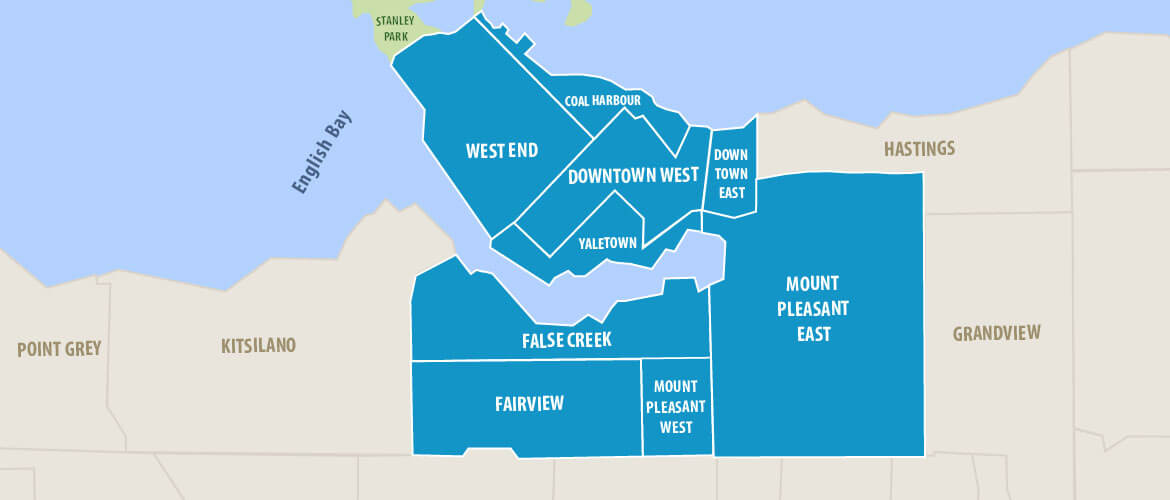 STANLEY
PARK
COAL HARBOUR
English Bay
WEST END
DOWNTOWN WEST
DOWN
TOWN
EAST
HASTINGS
YALETOWN
MOUNT
PLEASANT
EAST
POINT GREY
KITSILANO
FALSE CREEK
GRANDVIEW
FAIRVIEW
MOUNT
PLEASANT
WEST